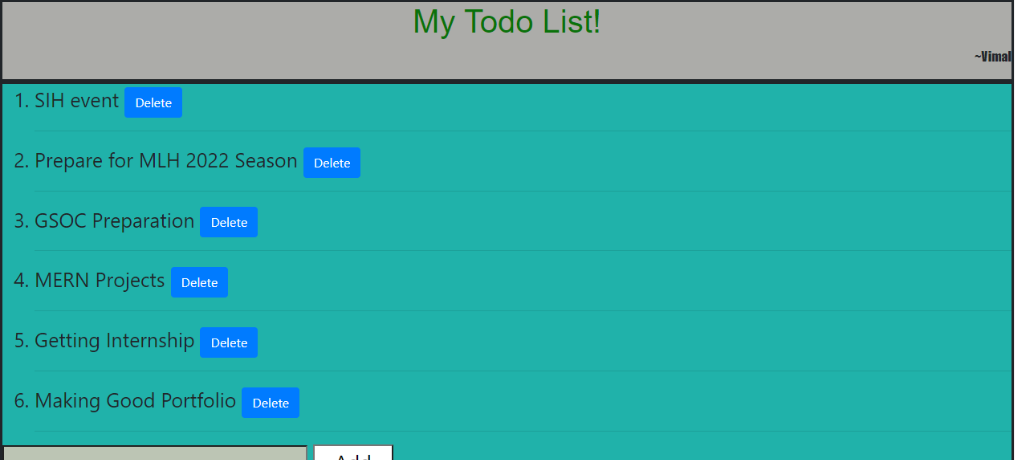 My Todo List!
~Vimal
1. SIH event Delete
2. Prepare for MLH 2022 Season Delete
3. GSOC Preparation Delete
4. MERN Projects Delete
5. Getting Internship Delete
6. Making Good Portfolio Delete
Add